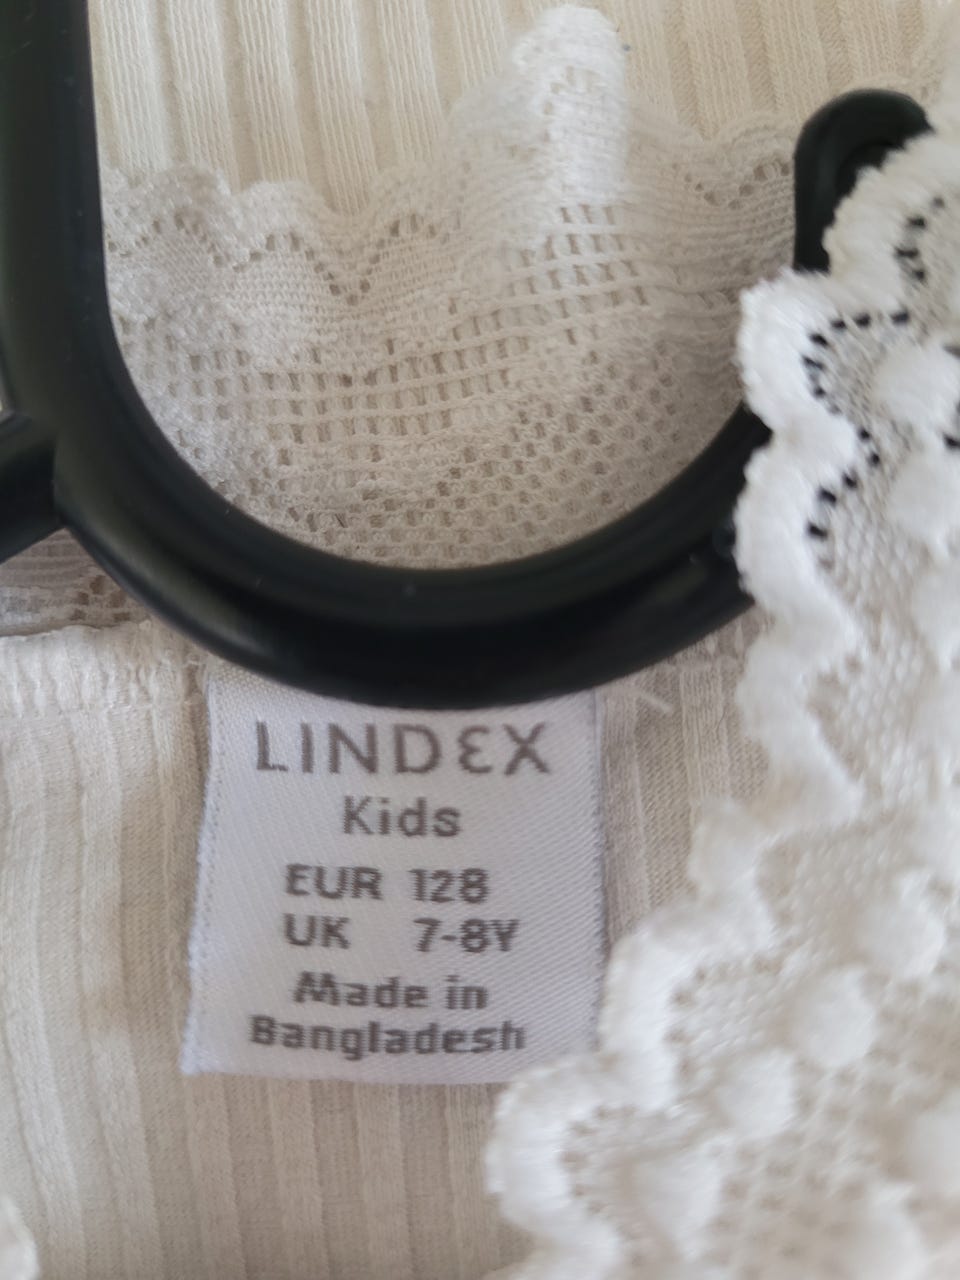 LINDEX
Kids
EUR 128
UK 7-8Y
Made in
Bangladesh